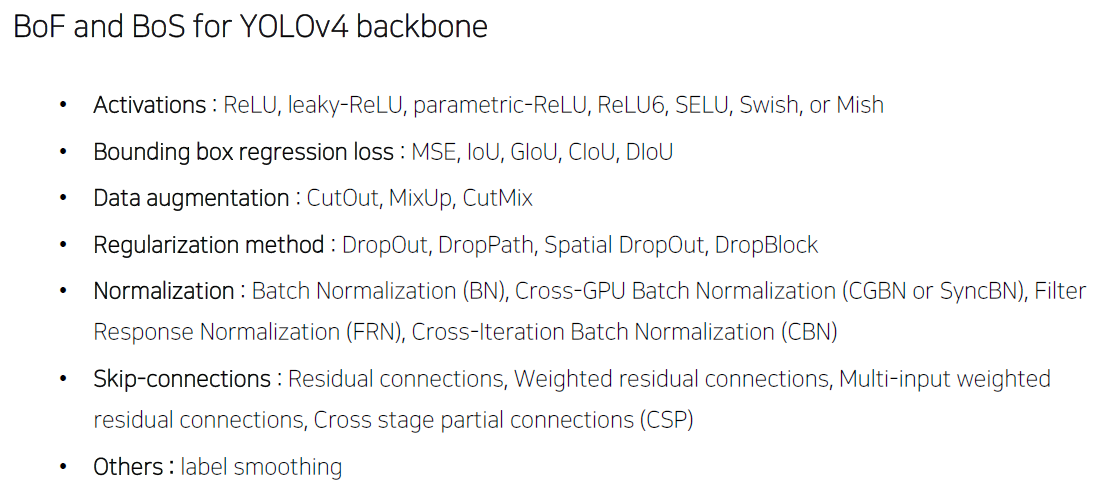 BoF and BoS for YOLOv4 backbone
• Activations : ReLU, leaky-ReLU, parametric-ReLU, ReLU6, SELU, Swish, or Mish
• Bounding box regression loss : MSE, IoU, GIoU, CIoU, DIoU
• Data augmentation : CutOut, MixUp, CutMix
• Regularization method : DropOut, DropPath, Spatial DropOut, DropBlock
• Normalization : Batch Normalization (BN), Cross-GPU Batch Normalization (CGBN or SyncBN), Filter
Response Normalization (FRN), Cross-Iteration Batch Normalization (CBN)
• Skip-connections : Residual connections, Weighted residual connections, Multi-input weighted
residual connections, Cross stage partial connections (CSP)
• Others : label smoothing